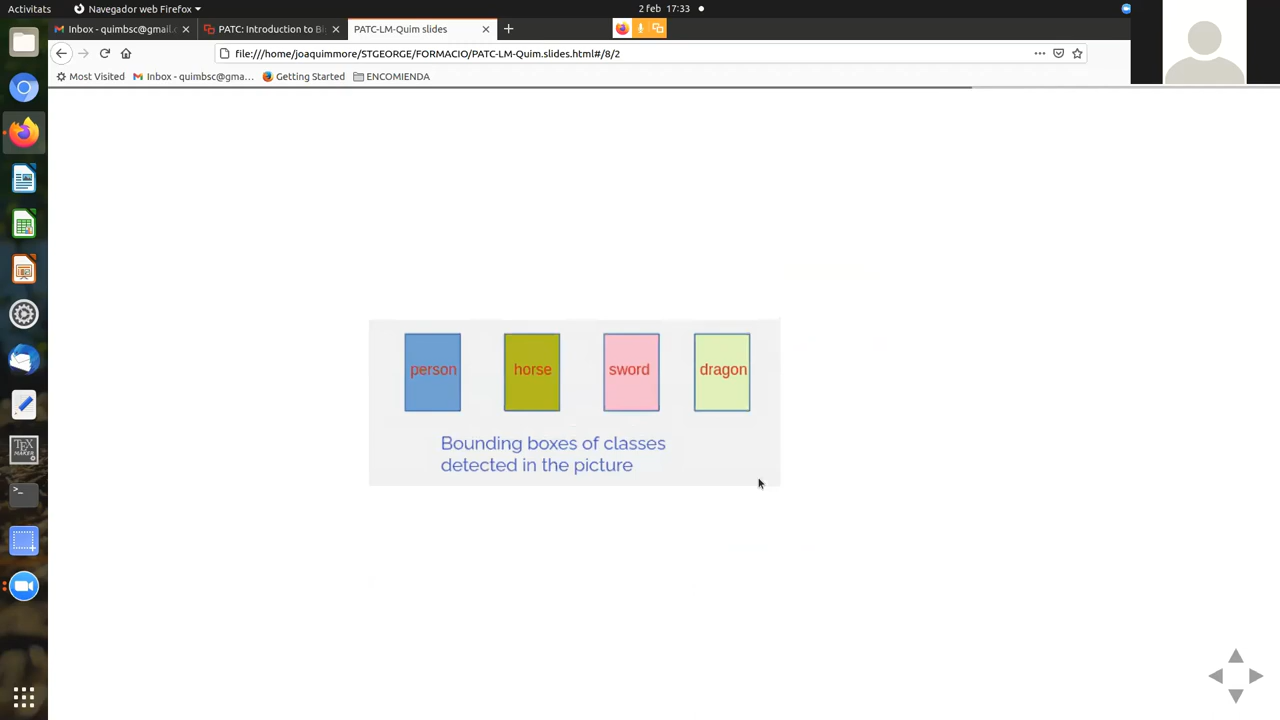 Activitats
Navegador web Firefox
2 feb 17:33
Inbox - quimbsc@gmail.c
PATC: Introduction to Bi
PATC-LM-Quim slides
file:///home/joaquimmore/STGEORGE/FORMACIO/PATC-LM-Quim.slides.html#/8/2
Most Visited
Inbox - quimbsc@gma...
Getting Started
ENCOMIENDA
person
horse
sword
dragon
Bounding boxes of classes
detected in the picture
TEX
MAKER